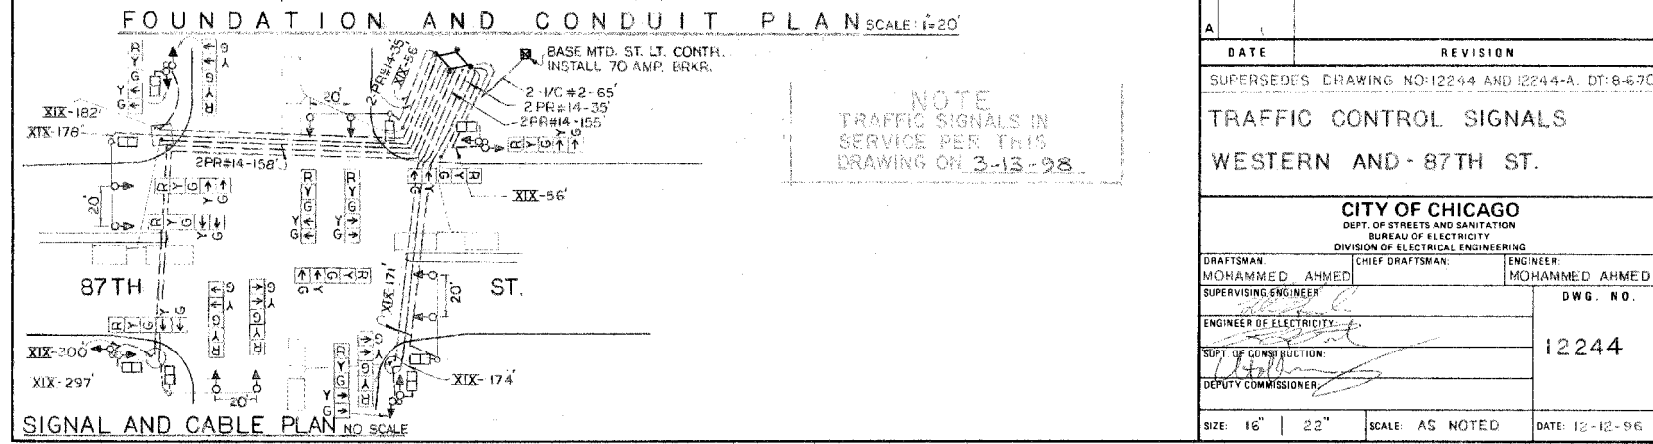 FOUNDATION AND CONDUIT PLAN SCALE: 1"=20'
BASE MTD. ST. LT. CONTR.
INSTALL 70 AMP. BRKR.
2-1/C #2-65'
2 PR#14-35'
2PR#14-155'
2 PR#14-35'
XIX-56'
20'
XIX-182'
XIX-176'
2PR#14-158'
XIX-56'
20'
87TH ST.
XIX-171'
20'
XIX-200'
XIX-297'
XIX-174'
20'
R Y G
R Y G
R Y G
R Y G
R Y G
R Y G
R Y G
R Y G
R Y G
R Y G
R Y G
R Y G
R Y G
R Y G
SIGNAL AND CABLE PLAN NO SCALE
NOTE
TRAFFIC SIGNALS IN
SERVICE PER THIS
DRAWING ON 3-13-98
A
DATE REVISION
SUPERSEDES DRAWING NO:12244 AND 12244-A. DT:8-670
TRAFFIC CONTROL SIGNALS
WESTERN AND - 87TH ST.
CITY OF CHICAGO
DEPT. OF STREETS AND SANITATION
BUREAU OF ELECTRICITY
DIVISION OF ELECTRICAL ENGINEERING
DRAFTSMAN: CHIEF DRAFTSMAN: ENGINEER:
MOHAMMED AHMED MOHAMMED AHMED
SUPERVISING ENGINEER
DWG. NO.
ENGINEER OF ELECTRICITY
12244
SUPT. OF CONSTRUCTION:
DEPUTY COMMISSIONER
SIZE: 16" 22" SCALE: AS NOTED DATE: 12-12-96